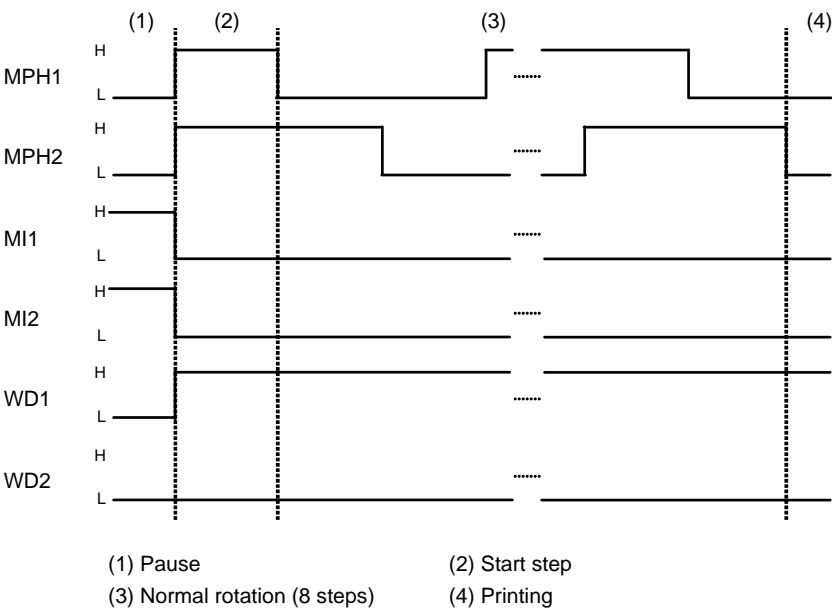 (1) (2) (3) (4)
H
MPH1
L
H
MPH2
L
H
MI1
L
H
MI2
L
H
WD1
L
H
WD2
L
(1) Pause (2) Start step
(3) Normal rotation (8 steps) (4) Printing